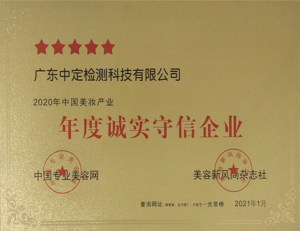 广东中定检测科技有限公司
2020年中国美妆产业
年度诚实守信企业
中国专业美容网
美容新风尚杂志社
2021年1月